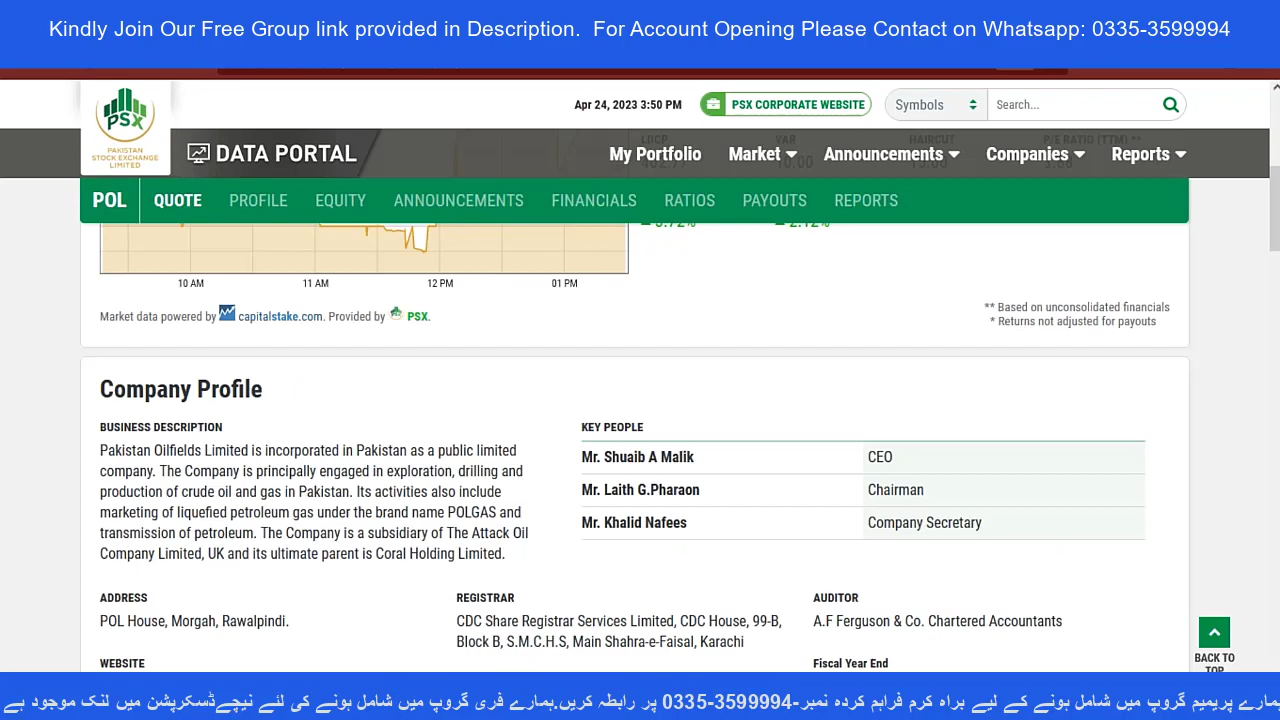 Kindly Join Our Free Group link provided in Description.  For Account Opening Please Contact on Whatsapp: 0335-3599994
PSX
PAKISTAN
STOCK EXCHANGE
LIMITED
Apr 24, 2023 3:50 PM
PSX CORPORATE WEBSITE
Symbols
Search...
DATA PORTAL
LDCP VAR HAIRCUT P/E RATIO (TTM) **
My Portfolio Market Announcements Companies Reports
POL QUOTE PROFILE EQUITY ANNOUNCEMENTS FINANCIALS RATIOS PAYOUTS REPORTS
10 AM 11 AM 12 PM 01 PM
Market data powered by capitalstake.com. Provided by PSX.
** Based on unconsolidated financials
* Returns not adjusted for payouts
Company Profile
BUSINESS DESCRIPTION
Pakistan Oilfields Limited is incorporated in Pakistan as a public limited
company. The Company is principally engaged in exploration, drilling and
production of crude oil and gas in Pakistan. Its activities also include
marketing of liquefied petroleum gas under the brand name POLGAS and
transmission of petroleum. The Company is a subsidiary of The Attack Oil
Company Limited, UK and its ultimate parent is Coral Holding Limited.
KEY PEOPLE
Mr. Shuaib A Malik CEO
Mr. Laith G.Pharaon Chairman
Mr. Khalid Nafees Company Secretary
ADDRESS
POL House, Morgah, Rawalpindi.
REGISTRAR
CDC Share Registrar Services Limited, CDC House, 99-B,
Block B, S.M.C.H.S, Main Shahra-e-Faisal, Karachi
AUDITOR
A.F Ferguson & Co. Chartered Accountants
WEBSITE
Fiscal Year End
BACK TO
TOP
ہمارے پریمیم گروپ میں شامل ہونے کے لیے براہ کرم فراہم کردہ نمبر-0335-3599994 پر رابطہ کریں.ہمارے فری گروپ میں شامل ہونے کی لئے نیچےڈسکرپشن میں لنک موجود ہے